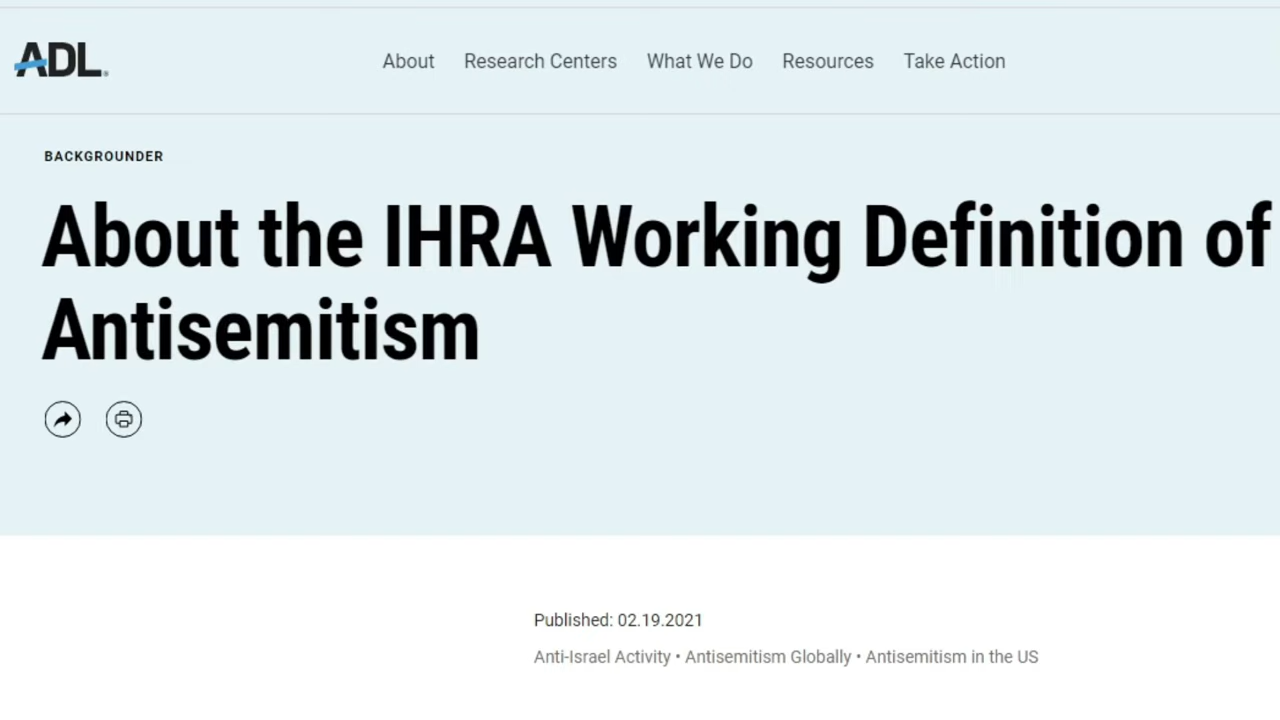 ADL
About Research Centers What We Do Resources Take Action
BACKGROUNDER
About the IHRA Working Definition of
Antisemitism
Published: 02.19.2021
Anti-Israel Activity • Antisemitism Globally • Antisemitism in the US